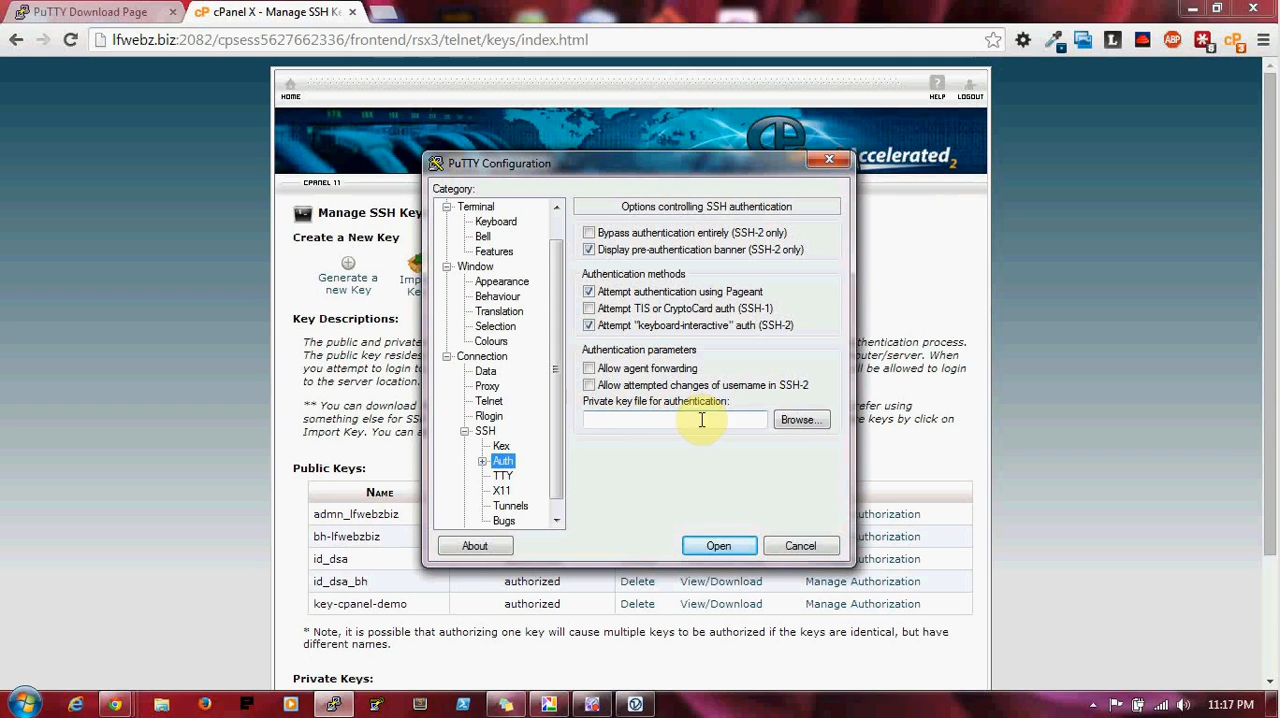 PuTTY Download Page
cPanel X - Manage SSH Ke
lfwebz.biz:2082/cpsess5627662336/frontend/rsx3/telnet/keys/index.html
HOME
HELP
LOGOUT
ccelerated2
CPANEL 11
PuTTY Configuration
Category:
Terminal
Keyboard
Bell
Features
Window
Appearance
Behaviour
Translation
Selection
Colours
Connection
Data
Proxy
Telnet
Rlogin
SSH
Kex
Auth
TTY
X11
Tunnels
Bugs
Options controlling SSH authentication
Bypass authentication entirely (SSH-2 only)
Display pre-authentication banner (SSH-2 only)
Authentication methods
Attempt authentication using Pageant
Attempt TIS or CryptoCard auth (SSH-1)
Attempt "keyboard-interactive" auth (SSH-2)
Authentication parameters
Allow agent forwarding
Allow attempted changes of username in SSH-2
Private key file for authentication:
Browse...
About
Open
Cancel
Manage SSH Key
Create a New Key
Generate a
new Key
Imp
Ke
Key Descriptions:
The public and privat
thentication process.
The public key reside
uter/server. When
you attempt to login to
ill be allowed to login
to the server location.
** You can download
refer using
something else for SS
e keys by click on
Import Key. You can a
Public Keys:
Name
admn_lfwebzbiz
uthorization
bh-lfwebzbiz
uthorization
id_dsa
uthorization
id_dsa_bh authorized Delete View/Download Manage Authorization
key-cpanel-demo authorized Delete View/Download Manage Authorization
* Note, it is possible that authorizing one key will cause multiple keys to be authorized if the keys are identical, but have
different names.
Private Keys:
11:17 PM